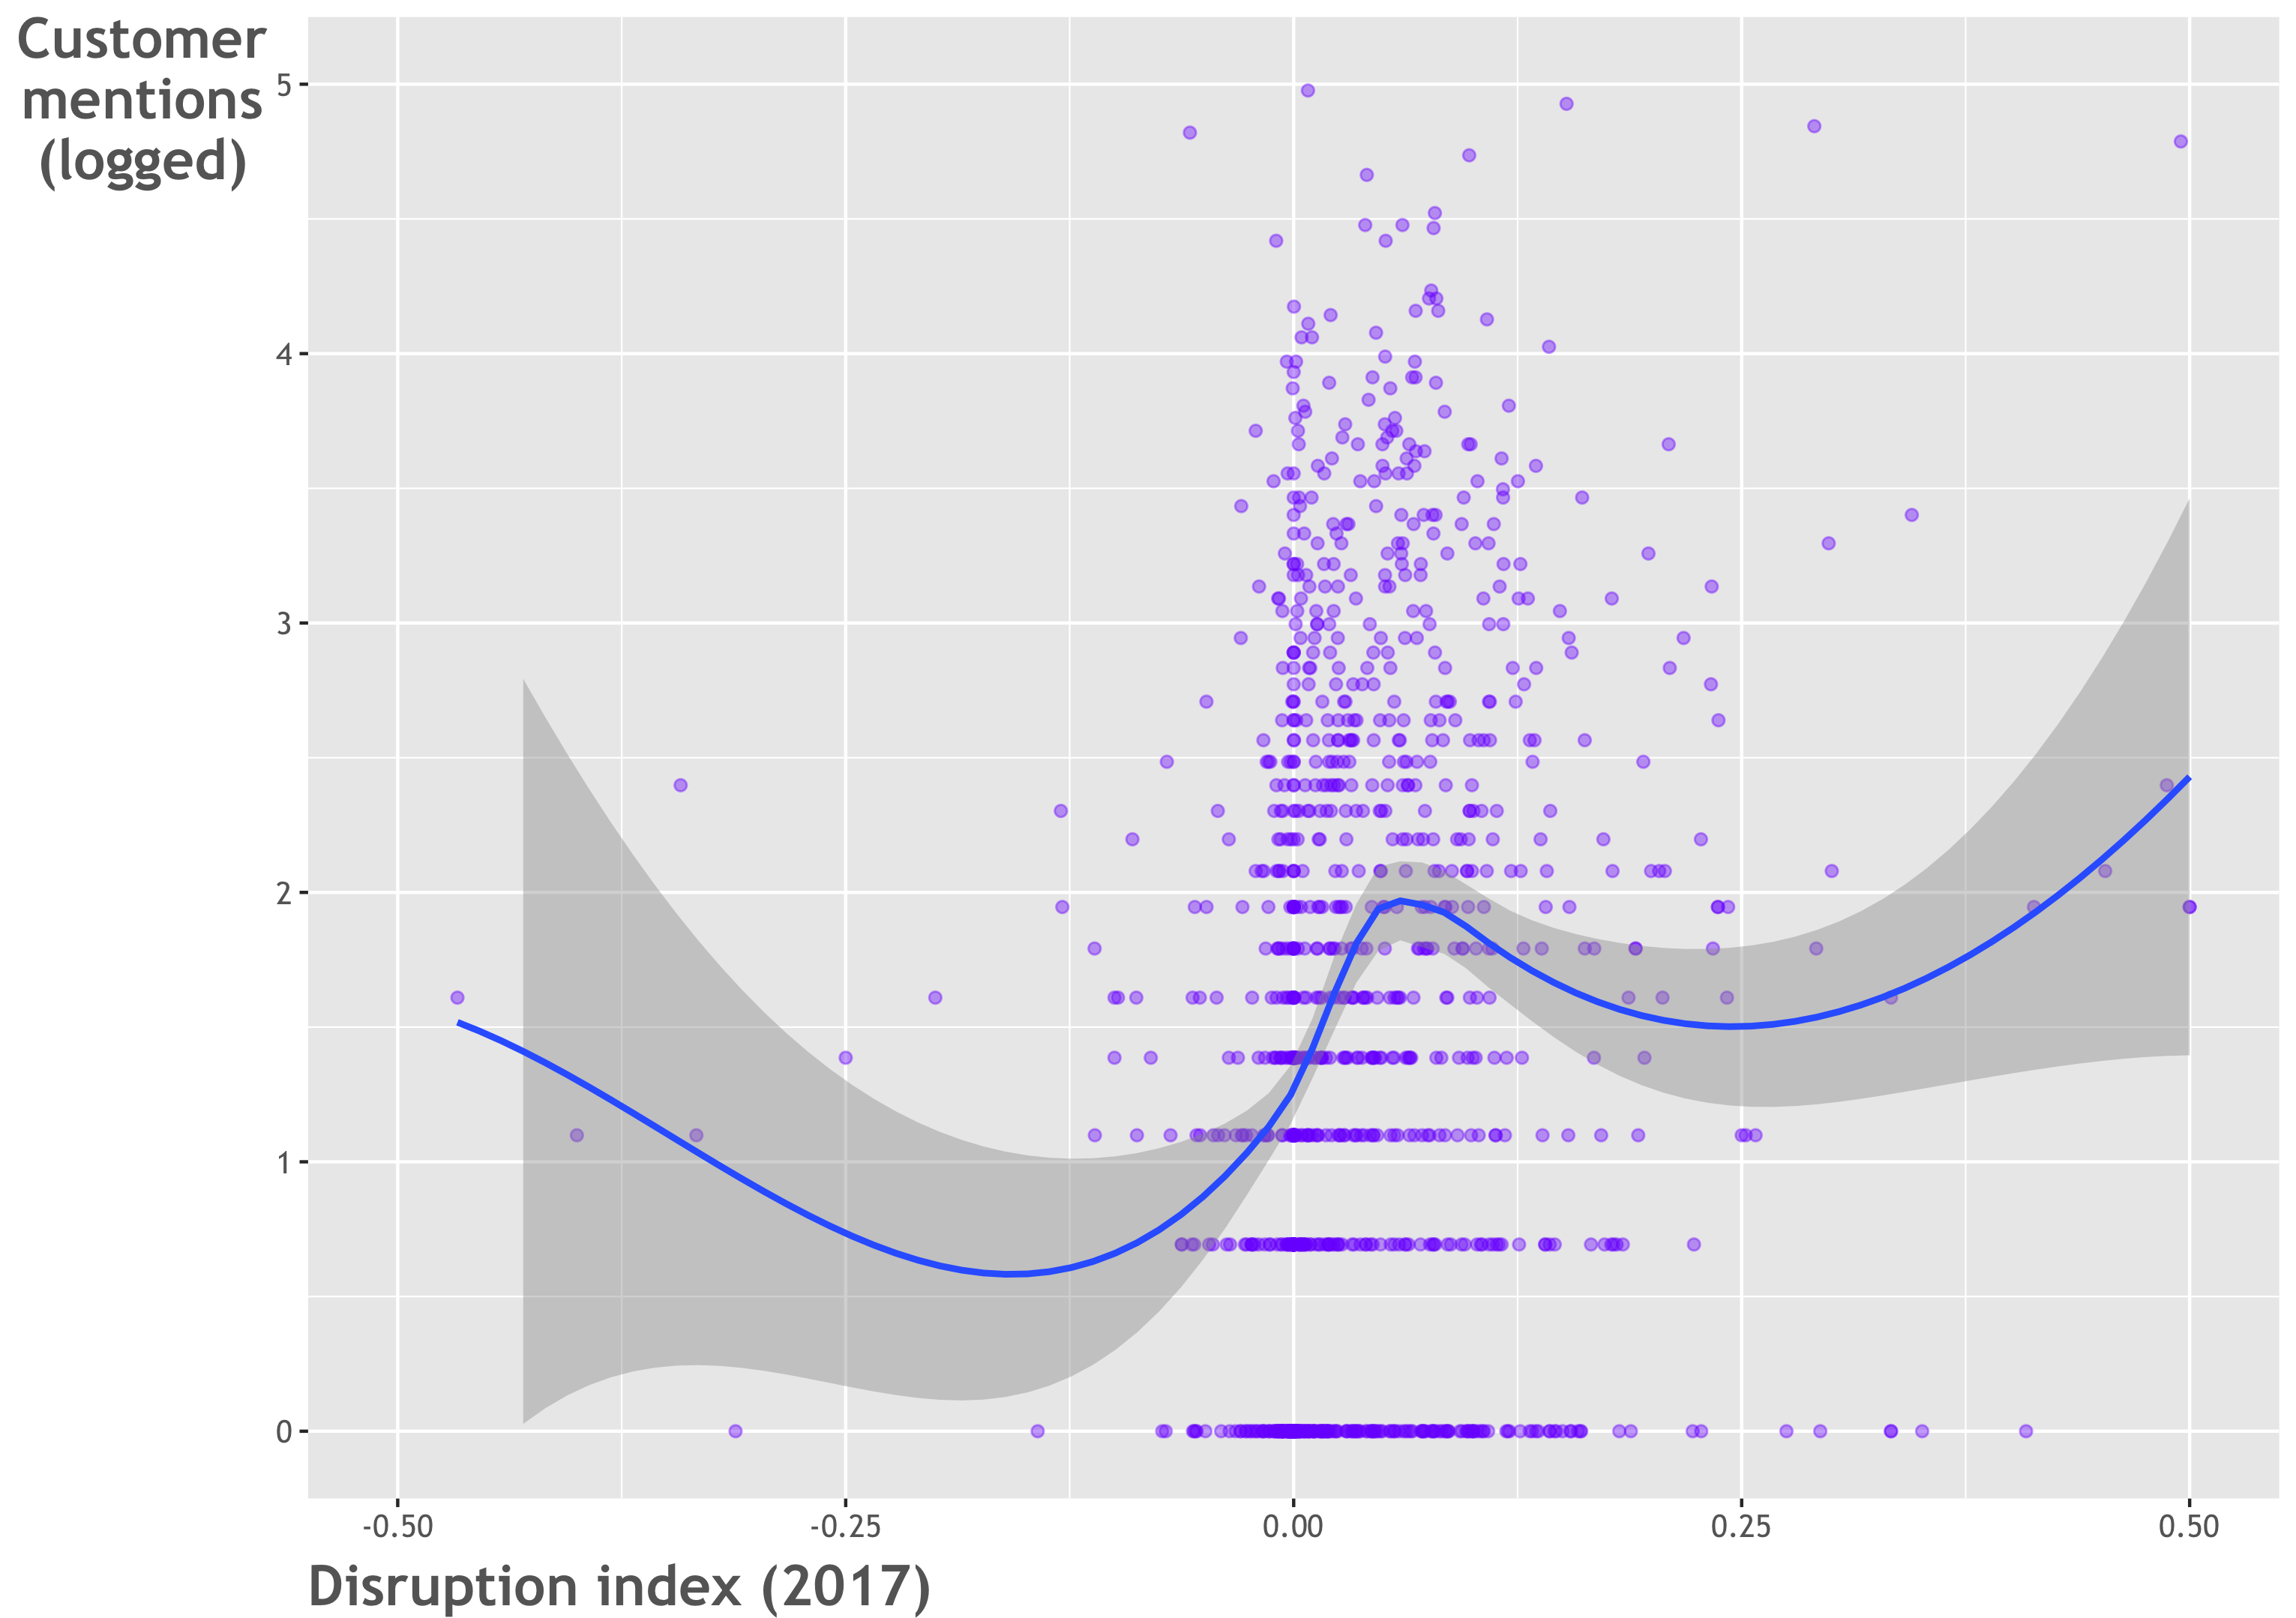 Customer
mentions
(logged)
5
4
3
2
1
0
-0.50
-0.25
0.00
0.25
0.50
Disruption index (2017)